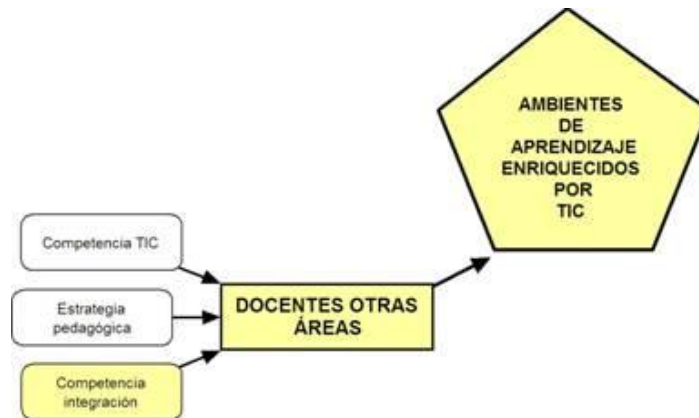 AMBIENTES
DE
APRENDIZAJE
ENRIQUECIDOS
POR
TIC
Competencia TIC
Estrategia
pedagógica
Competencia
integración
DOCENTES OTRAS
ÁREAS